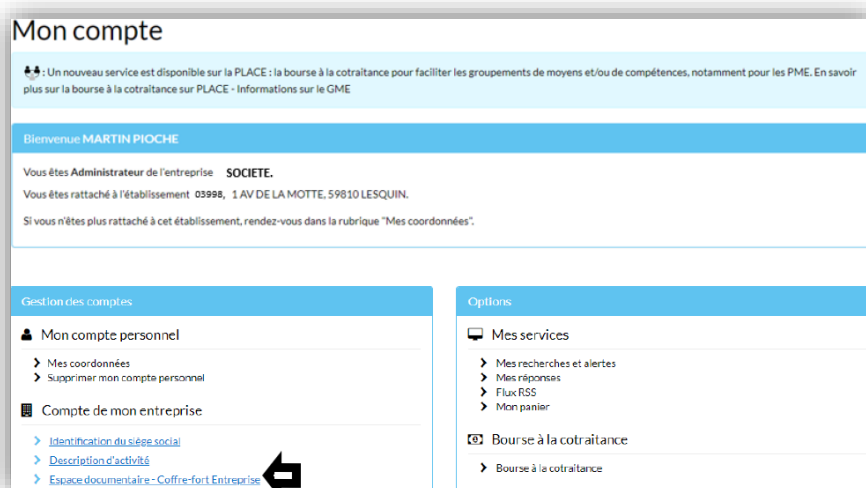 Mon compte
: Un nouveau service est disponible sur la PLACE : la bourse à la cotraitance pour faciliter les groupements de moyens et/ou de compétences, notamment pour les PME. En savoir
plus sur la bourse à la cotraitance sur PLACE - Informations sur le GME
Bienvenue MARTIN PIOCHE
Vous êtes Administrateur de l'entreprise SOCIETE.
Vous êtes rattaché à l'établissement 03998, 1 AV DE LA MOTTE, 59810 LESQUIN.
Si vous n'êtes plus rattaché à cet établissement, rendez-vous dans la rubrique "Mes coordonnées".
Gestion des comptes
Mon compte personnel
Mes coordonnées
Supprimer mon compte personnel
Compte de mon entreprise
Identification du siège social
Description d'activité
Espace documentaire - Coffre-fort Entreprise
Options
Mes services
Mes recherches et alertes
Mes réponses
Flux RSS
Mon panier
Bourse à la cotraitance
Bourse à la cotraitance